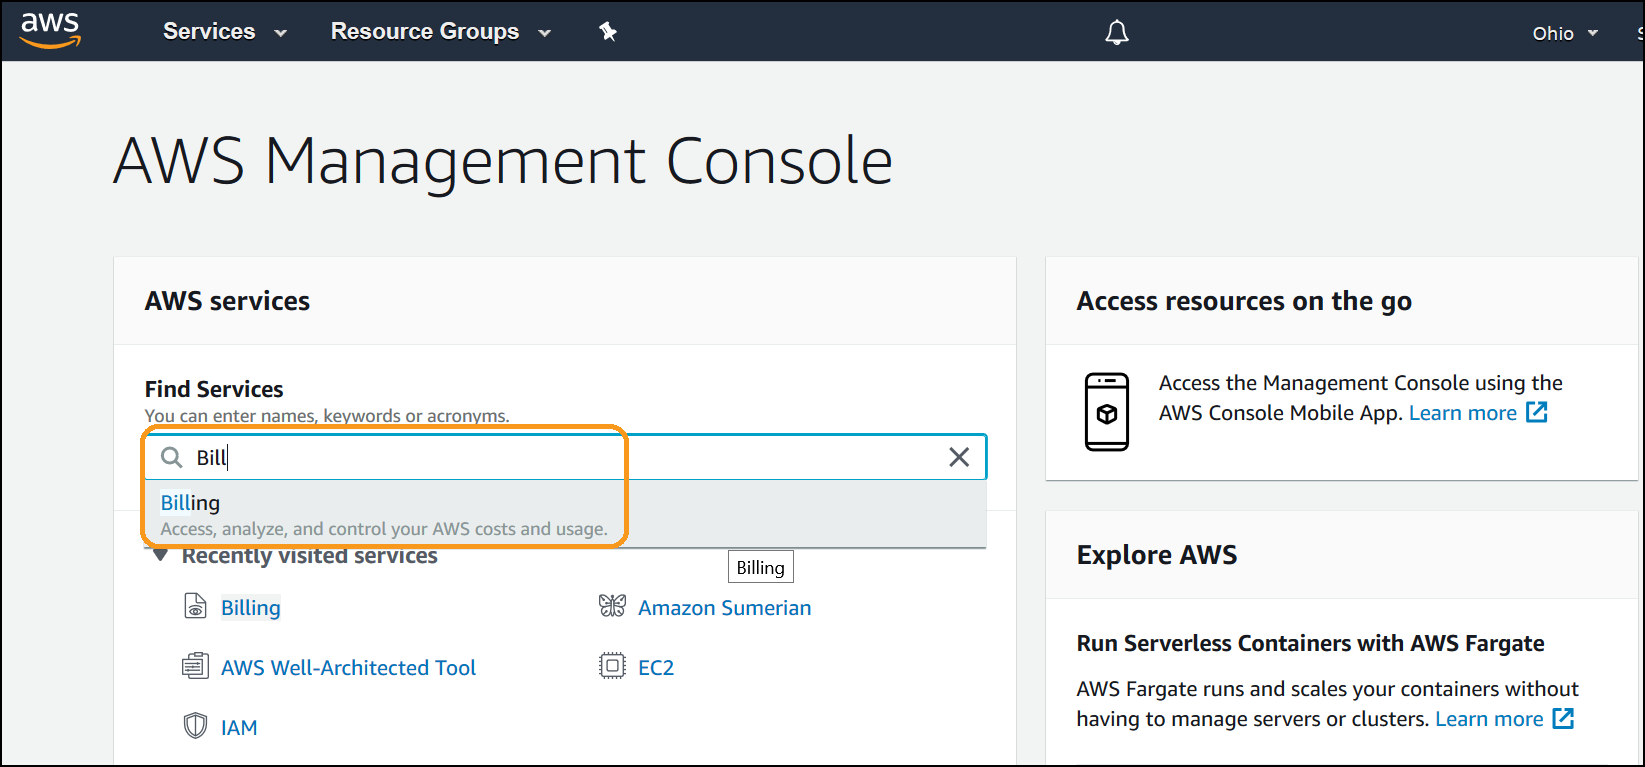 aws
Services
Resource Groups
Ohio
AWS Management Console
AWS services
Find Services
You can enter names, keywords or acronyms.
Bill
Billing
Access, analyze, and control your AWS costs and usage.
Recently visited services
Billing
Billing
Amazon Sumerian
AWS Well-Architected Tool
EC2
IAM
Access resources on the go
Access the Management Console using the
AWS Console Mobile App. Learn more
Explore AWS
Run Serverless Containers with AWS Fargate
AWS Fargate runs and scales your containers without
having to manage servers or clusters. Learn more